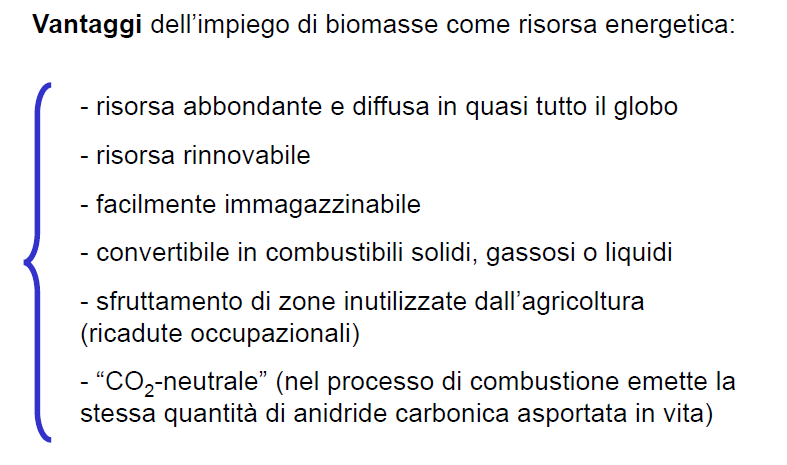 Vantaggi dell’impiego di biomasse come risorsa energetica:
- risorsa abbondante e diffusa in quasi tutto il globo
- risorsa rinnovabile
- facilmente immagazzinabile
- convertibile in combustibili solidi, gassosi o liquidi
- sfruttamento di zone inutilizzate dall’agricoltura
(ricadute occupazionali)
- “CO₂-neutrale” (nel processo di combustione emette la
stessa quantità di anidride carbonica asportata in vita)